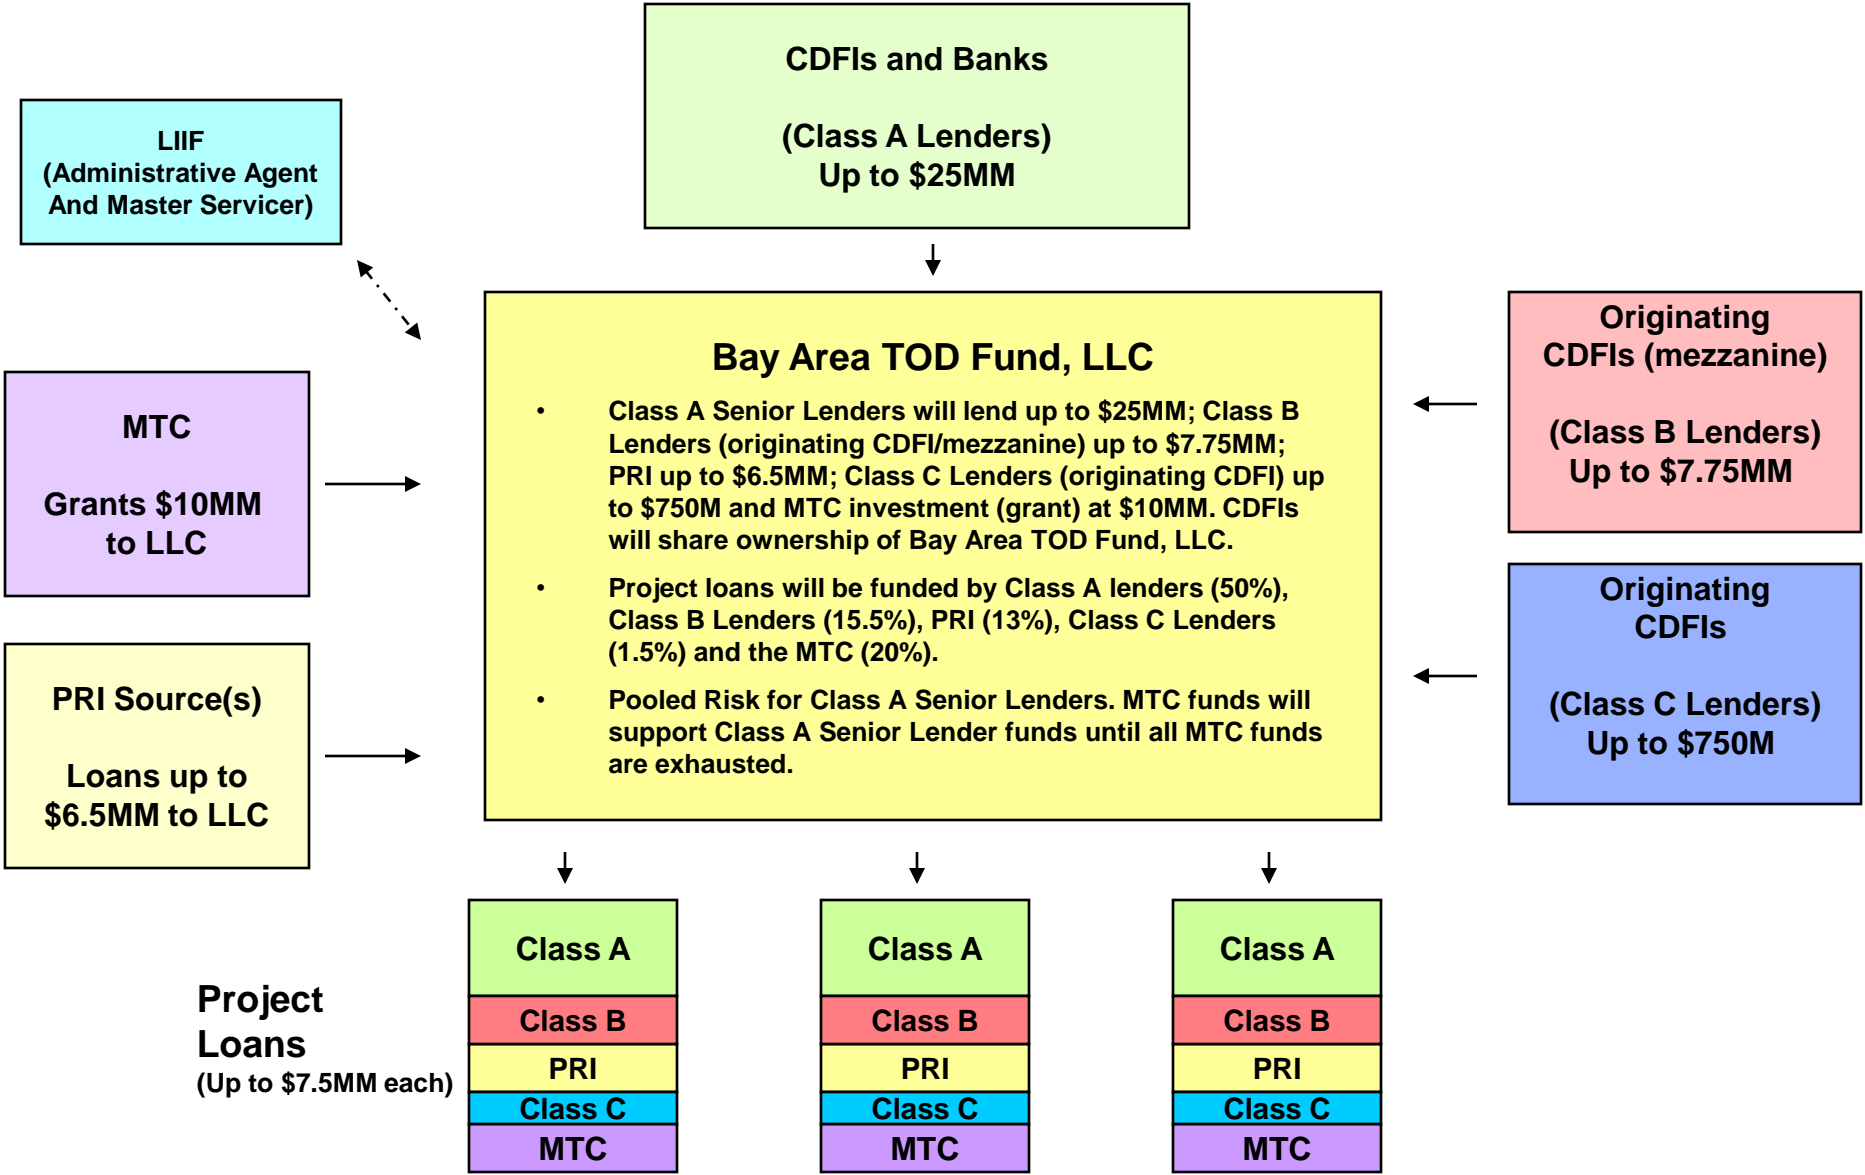 CDFIs and Banks
(Class A Lenders)
Up to $25MM
LIIF
(Administrative Agent
And Master Servicer)
MTC
Grants $10MM
to LLC
PRI Source(s)
Loans up to
$6.5MM to LLC
Bay Area TOD Fund, LLC
• Class A Senior Lenders will lend up to $25MM; Class B
Lenders (originating CDFI/mezzanine) up to $7.75MM;
PRI up to $6.5MM; Class C Lenders (originating CDFI) up
to $750M and MTC investment (grant) at $10MM. CDFIs
will share ownership of Bay Area TOD Fund, LLC.
• Project loans will be funded by Class A lenders (50%),
Class B Lenders (15.5%), PRI (13%), Class C Lenders
(1.5%) and the MTC (20%).
• Pooled Risk for Class A Senior Lenders. MTC funds will
support Class A Senior Lender funds until all MTC funds
are exhausted.
Originating
CDFIs (mezzanine)
(Class B Lenders)
Up to $7.75MM
Originating
CDFIs
(Class C Lenders)
Up to $750M
Project
Loans
(Up to $7.5MM each)
Class A
Class B
PRI
Class C
MTC
Class A
Class B
PRI
Class C
MTC
Class A
Class B
PRI
Class C
MTC